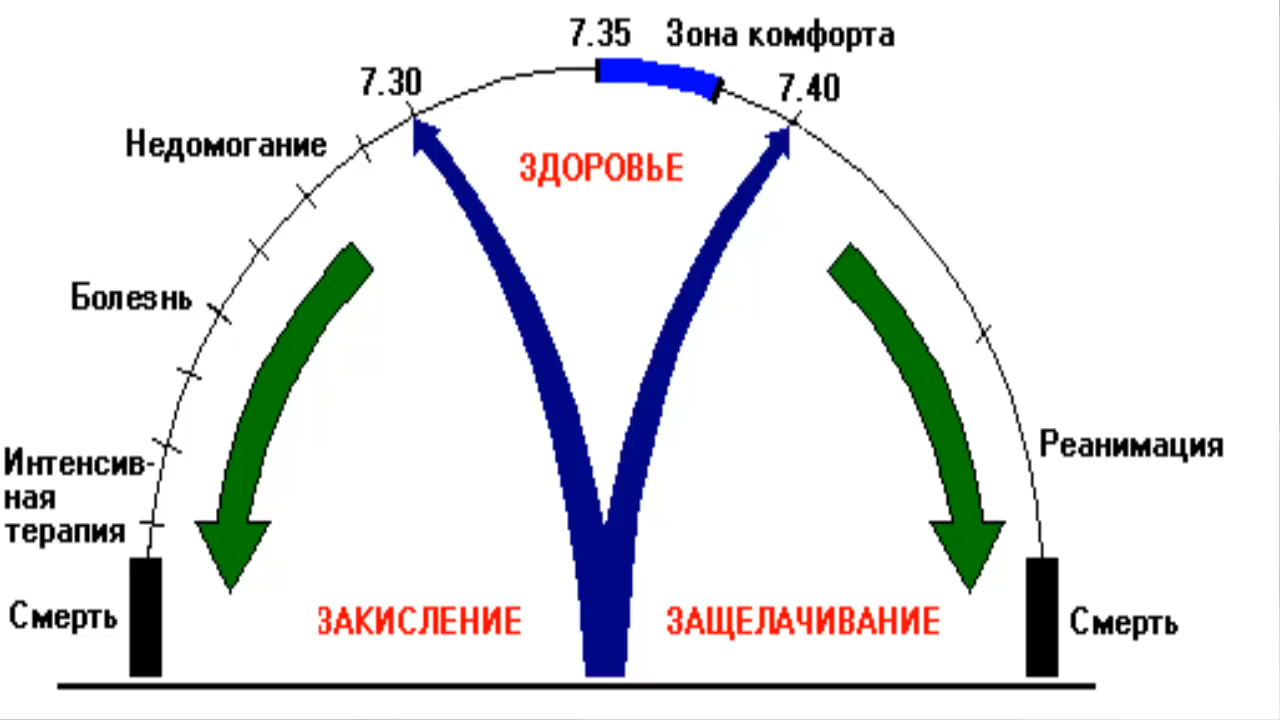 7.35 Зона комфорта
7.30
7.40
Недомогание
ЗДОРОВЬЕ
Болезнь
Интенсив-
ная
терапия
Реанимация
Смерть
ЗАКИСЛЕНИЕ
ЗАЩЕЛАЧИВАНИЕ
Смерть